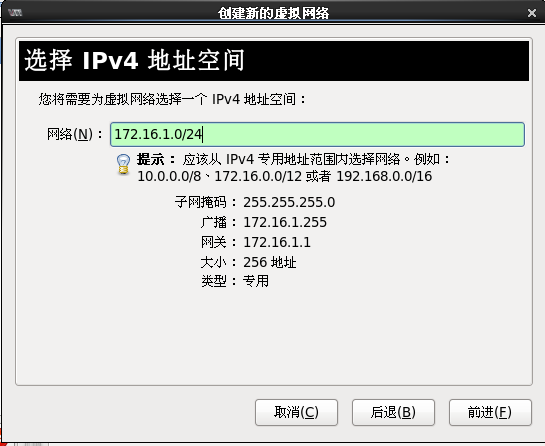 创建新的虚拟网络
选择 IPv4 地址空间
您将需要为虚拟网络选择一个 IPv4 地址空间：
网络(N)： 172.16.1.0/24
提示： 应该从 IPv4 专用地址范围内选择网络。例如：
10.0.0.0/8、172.16.0.0/12 或者 192.168.0.0/16
子网掩码： 255.255.255.0
广播： 172.16.1.255
网关： 172.16.1.1
大小： 256 地址
类型： 专用
取消(C) 后退(B) 前进(F)